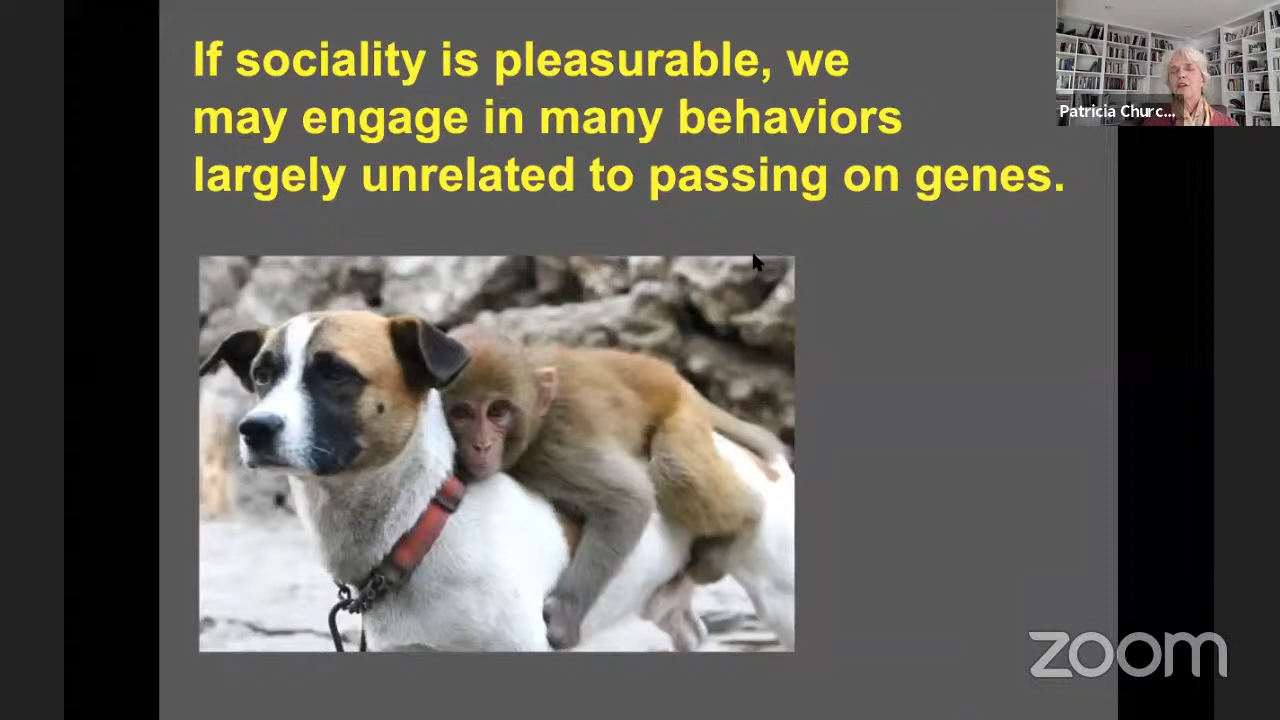 If sociality is pleasurable, we
may engage in many behaviors
largely unrelated to passing on genes.
Patricia Churc...
zoom